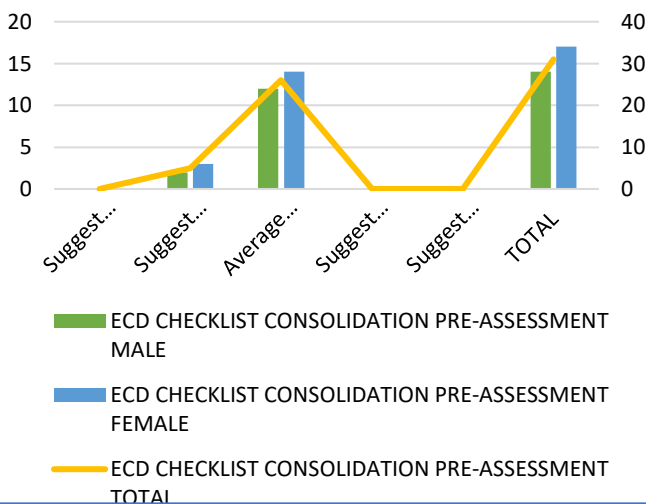 20
15
10
5
0
40
30
20
10
0
Suggest...
Suggest...
Average...
Suggest...
Suggest...
TOTAL
ECD CHECKLIST CONSOLIDATION PRE-ASSESSMENT
MALE
ECD CHECKLIST CONSOLIDATION PRE-ASSESSMENT
FEMALE
ECD CHECKLIST CONSOLIDATION PRE-ASSESSMENT
TOTAL